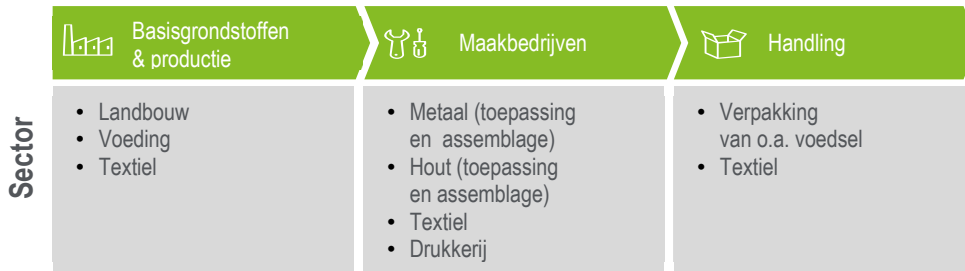 Basisgrondstoffen
& productie
Maakbedrijven
Handling
Sector
• Landbouw
• Voeding
• Textiel
• Metaal (toepassing
en assemblage)
• Hout (toepassing
en assemblage)
• Textiel
• Drukkerij
• Verpakking
van o.a. voedsel
• Textiel